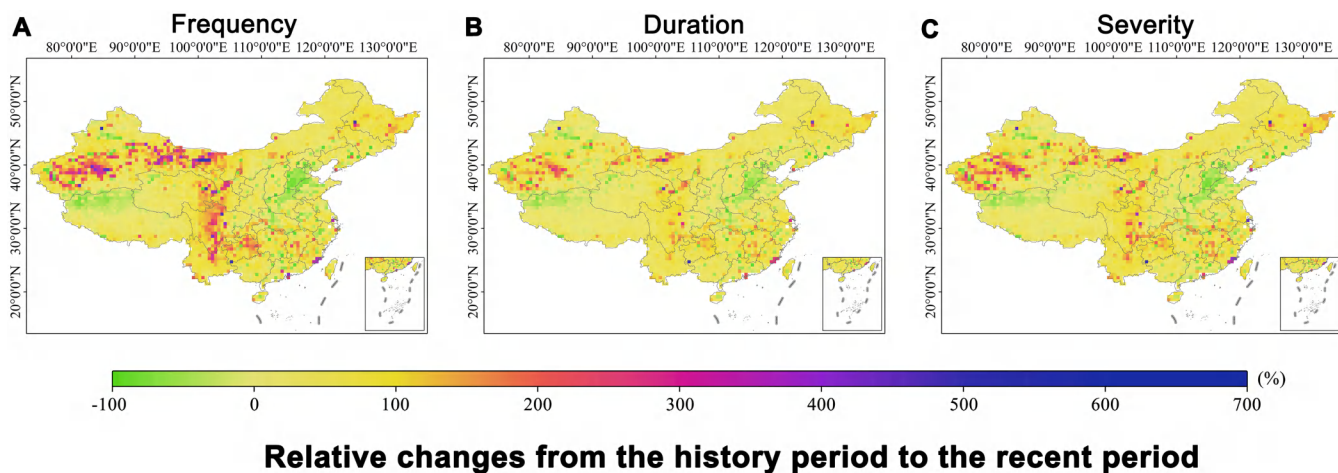 A Frequency
80°0'0"E 90°0'0"E 100°0'0"E 110°0'0"E 120°0'0"E 130°0'0"E
50°0'0"N
40°0'0"N
30°0'0"N
20°0'0"N
B Duration
80°0'0"E 90°0'0"E 100°0'0"E 110°0'0"E 120°0'0"E 130°0'0"E
50°0'0"N
40°0'0"N
30°0'0"N
20°0'0"N
C Severity
80°0'0"E 90°0'0"E 100°0'0"E 110°0'0"E 120°0'0"E 130°0'0"E
50°0'0"N
40°0'0"N
30°0'0"N
20°0'0"N
(%)
-100 0 100 200 300 400 500 600 700
Relative changes from the history period to the recent period